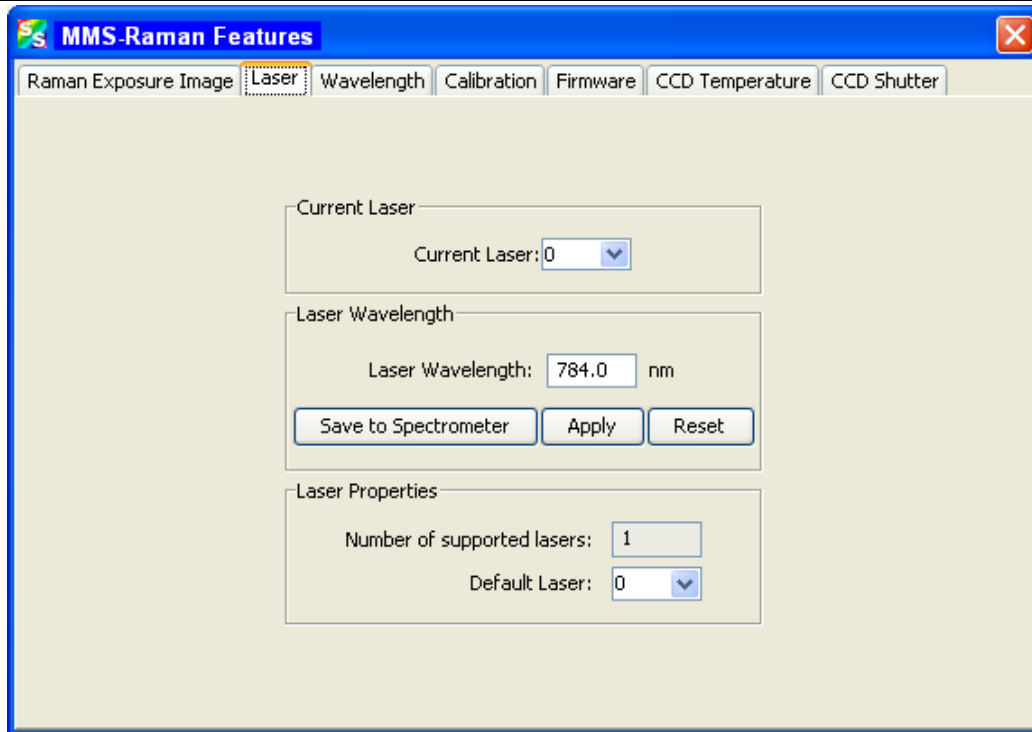 SS MMS-Raman Features
Raman Exposure Image Laser Wavelength Calibration Firmware CCD Temperature CCD Shutter
Current Laser
Current Laser: 0
Laser Wavelength
Laser Wavelength: 784.0 nm
Save to Spectrometer Apply Reset
Laser Properties
Number of supported lasers: 1
Default Laser: 0